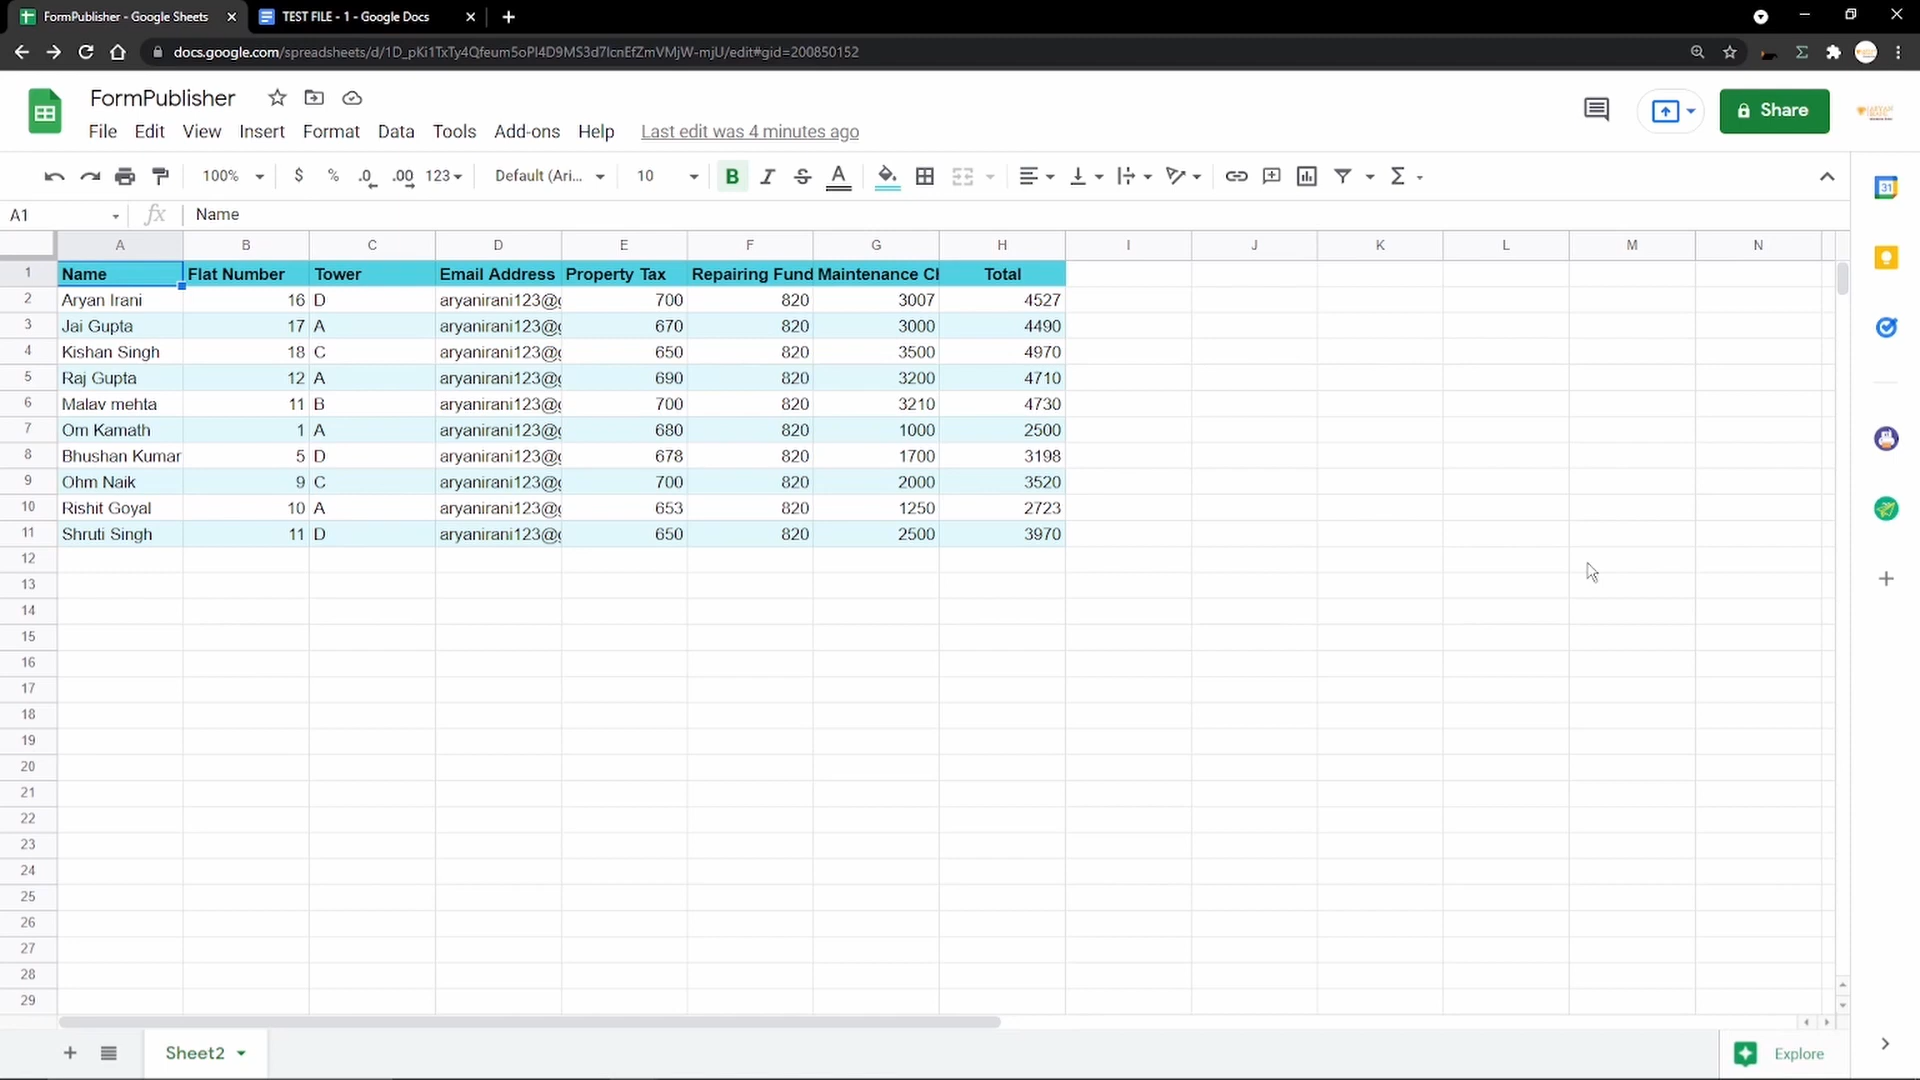 FormPublisher - Google Sheets
TEST FILE - 1 - Google Docs
docs.google.com/spreadsheets/d/1D_pKi1TxTy4Qfeum5oPl4D9MS3d7lcnEfZmVMjW-mjU/edit#gid=200850152
FormPublisher
File Edit View Insert Format Data Tools Add-ons Help Last edit was 4 minutes ago
Share
100% $ % .0 .00 123 Default (Ari... 10 B I S A
A1 fx Name
A B C D E F G H I J K L M N
1 Name Flat Number Tower Email Address Property Tax Repairing Fund Maintenance Cl Total
2 Aryan Irani 16 D aryanirani123@g 700 820 3007 4527
3 Jai Gupta 17 A aryanirani123@g 670 820 3000 4490
4 Kishan Singh 18 C aryanirani123@g 650 820 3500 4970
5 Raj Gupta 12 A aryanirani123@g 690 820 3200 4710
6 Malav mehta 11 B aryanirani123@g 700 820 3210 4730
7 Om Kamath 1 A aryanirani123@g 680 820 1000 2500
8 Bhushan Kumar 5 D aryanirani123@g 678 820 1700 3198
9 Ohm Naik 9 C aryanirani123@g 700 820 2000 3520
10 Rishit Goyal 10 A aryanirani123@g 653 820 1250 2723
11 Shruti Singh 11 D aryanirani123@g 650 820 2500 3970
12
13
14
15
16
17
18
19
20
21
22
23
24
25
26
27
28
29
31
Sheet2
Explore